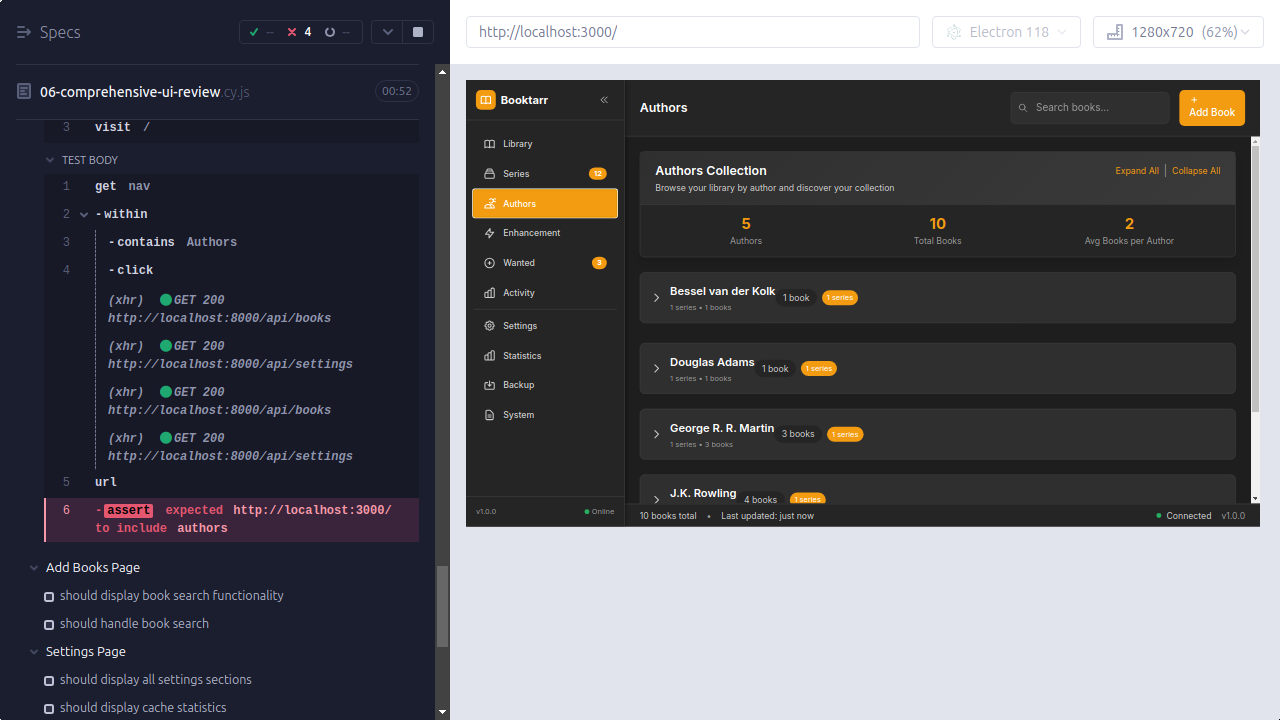 Specs
-- 4 --
06-comprehensive-ui-review.cy.js 00:52
3 visit /
TEST BODY
1 get nav
2 -within
3 -contains Authors
4 -click
(xhr) GET 200
http://localhost:8000/api/books
(xhr) GET 200
http://localhost:8000/api/settings
(xhr) GET 200
http://localhost:8000/api/books
(xhr) GET 200
http://localhost:8000/api/settings
5 url
6 -assert expected http://localhost:3000/
to include authors
Add Books Page
should display book search functionality
should handle book search
Settings Page
should display all settings sections
should display cache statistics
http://localhost:3000/
Electron 118
1280x720 (62%)
Booktarr
Library
Series 12
Authors
Enhancement
Wanted 3
Activity
Settings
Statistics
Backup
System
v1.0.0 Online
Authors
Search books...
+
Add Book
Authors Collection
Browse your library by author and discover your collection
Expand All | Collapse All
5 10 2
Authors Total Books Avg Books per Author
Bessel van der Kolk 1 book 1 series
1 series • 1 books
Douglas Adams 1 book 1 series
1 series • 1 books
George R. R. Martin 3 books 1 series
1 series • 3 books
J.K. Rowling 4 books 1 series
10 books total • Last updated: just now
Connected v1.0.0